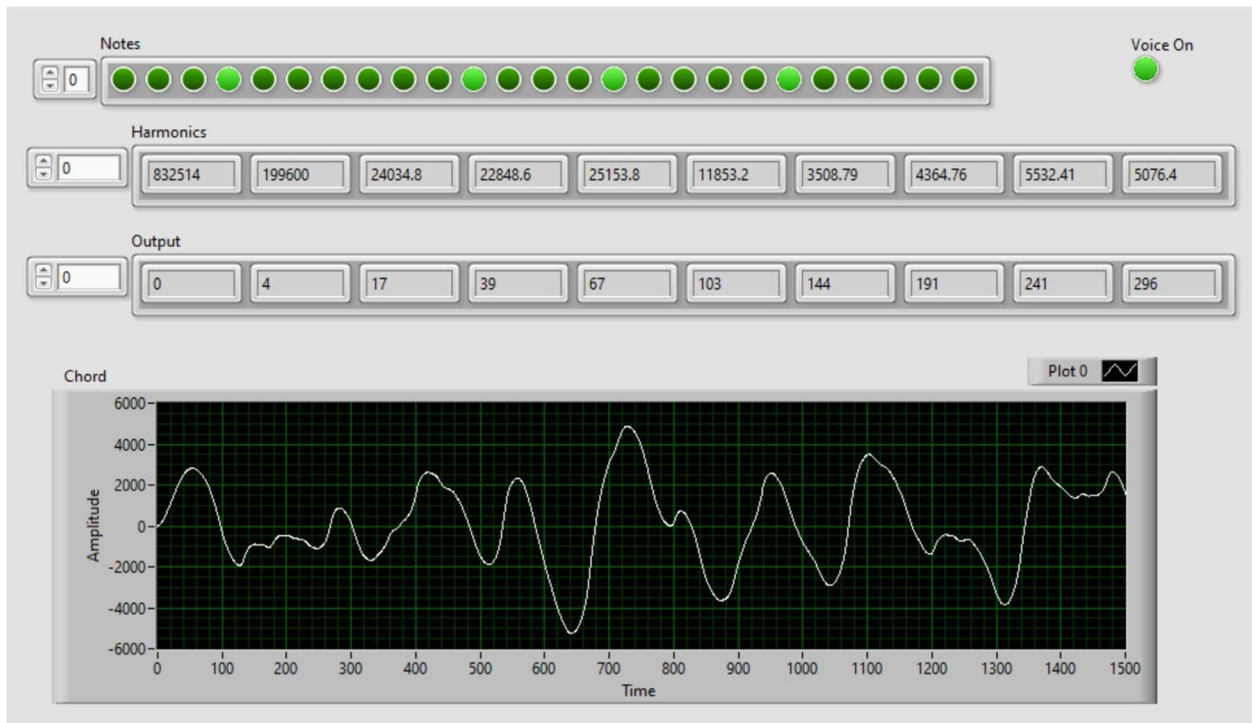 Notes
Voice On
0
Harmonics
0 832514 199600 24034.8 22848.6 25153.8 11853.2 3508.79 4364.76 5532.41 5076.4
Output
0 0 4 17 39 67 103 144 191 241 296
Chord
Plot 0
6000
4000
2000
0
-2000
-4000
-6000
Amplitude
0 100 200 300 400 500 600 700 800 900 1000 1100 1200 1300 1400 1500
Time